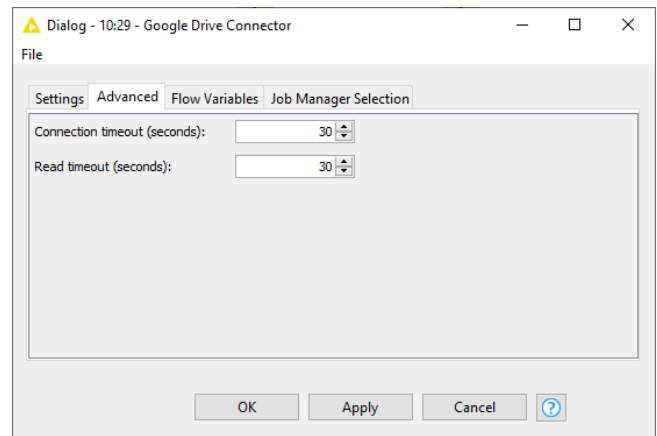 Dialog - 10:29 - Google Drive Connector
File
Settings Advanced Flow Variables Job Manager Selection
Connection timeout (seconds): 30
Read timeout (seconds): 30
OK Apply Cancel ?